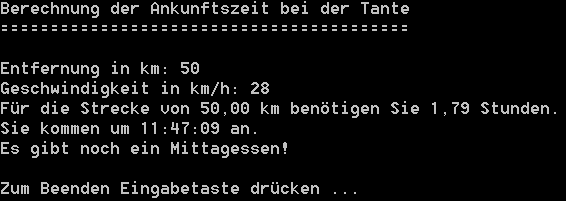 Berechnung der Ankunftszeit bei der Tante
=========================================
Entfernung in km: 50
Geschwindigkeit in km/h: 28
Für die Strecke von 50,00 km benötigen Sie 1,79 Stunden.
Sie kommen um 11:47:09 an.
Es gibt noch ein Mittagessen!
Zum Beenden Eingabetaste drücken ...